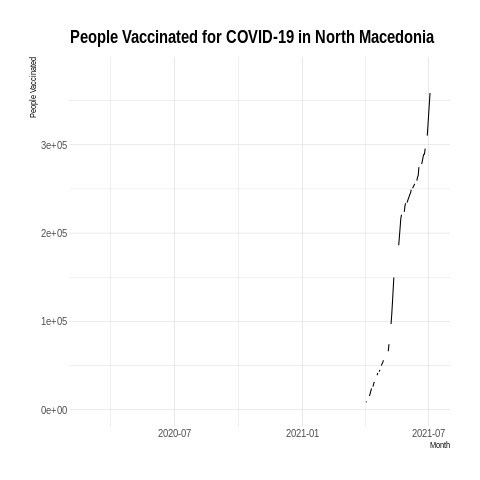 People Vaccinated for COVID-19 in North Macedonia
People Vaccinated
3e+05
2e+05
1e+05
0e+00
2020-07
2021-01
2021-07
Month